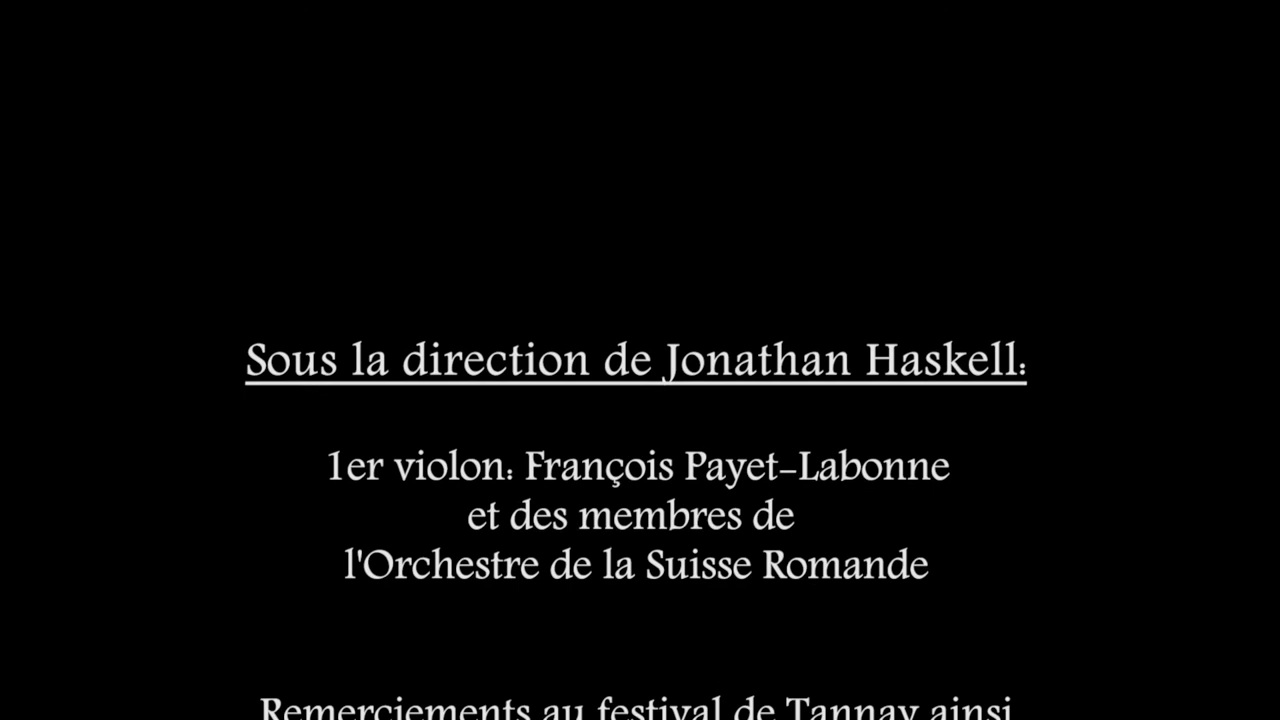 Sous la direction de Jonathan Haskell:
1er violon: François Payet-Labonne
et des membres de
l'Orchestre de la Suisse Romande
Remerciements au festival de Tannay ainsi